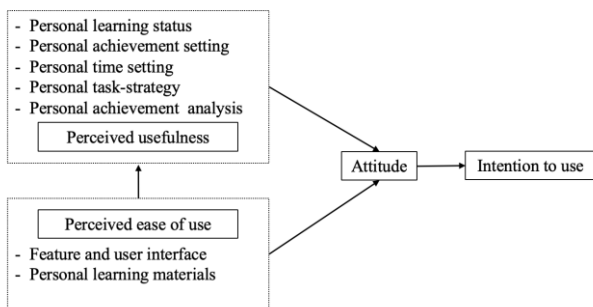 - Personal learning status
- Personal achievement setting
- Personal time setting
- Personal task-strategy
- Personal achievement analysis
Perceived usefulness
Attitude
Intention to use
Perceived ease of use
- Feature and user interface
- Personal learning materials